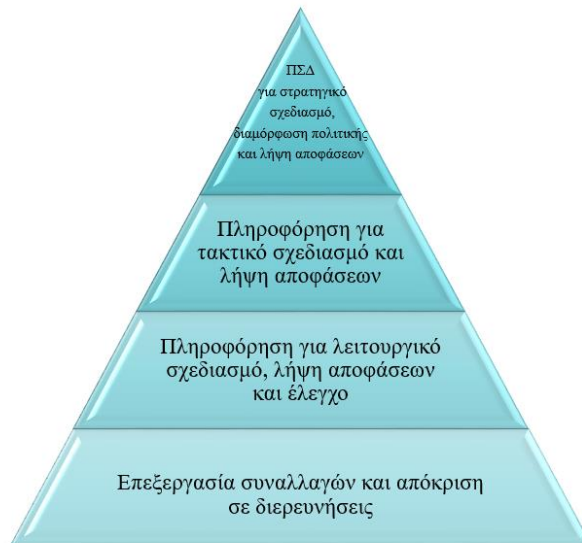 ΠΣΔ
για στρατηγικό
σχεδιασμό,
διαμόρφωση πολιτικής
και λήψη αποφάσεων
Πληροφόρηση για
τακτικό σχεδιασμό και
λήψη αποφάσεων
Πληροφόρηση για λειτουργικό
σχεδιασμό, λήψη αποφάσεων
και έλεγχο
Επεξεργασία συναλλαγών και απόκριση
σε διερευνήσεις